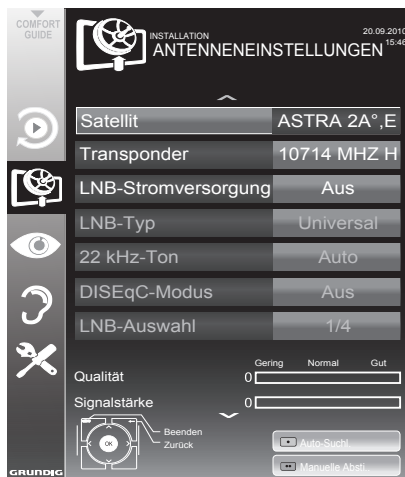 COMFORT
GUIDE
INSTALLATION
20.09.2010
ANTENNENEINSTELLUNGEN
15:46
Satellit ASTRA 2A°,E
Transponder 10714 MHZ H
LNB-Stromversorgung Aus
LNB-Typ Universal
22 kHz-Ton Auto
DISEqC-Modus Aus
LNB-Auswahl 1/4
Gering Normal Gut
Qualität 0
Signalstärke 0
Beenden
Zurück
OK
Auto-Suchl.
Manuelle Absti..
GRUNDIG